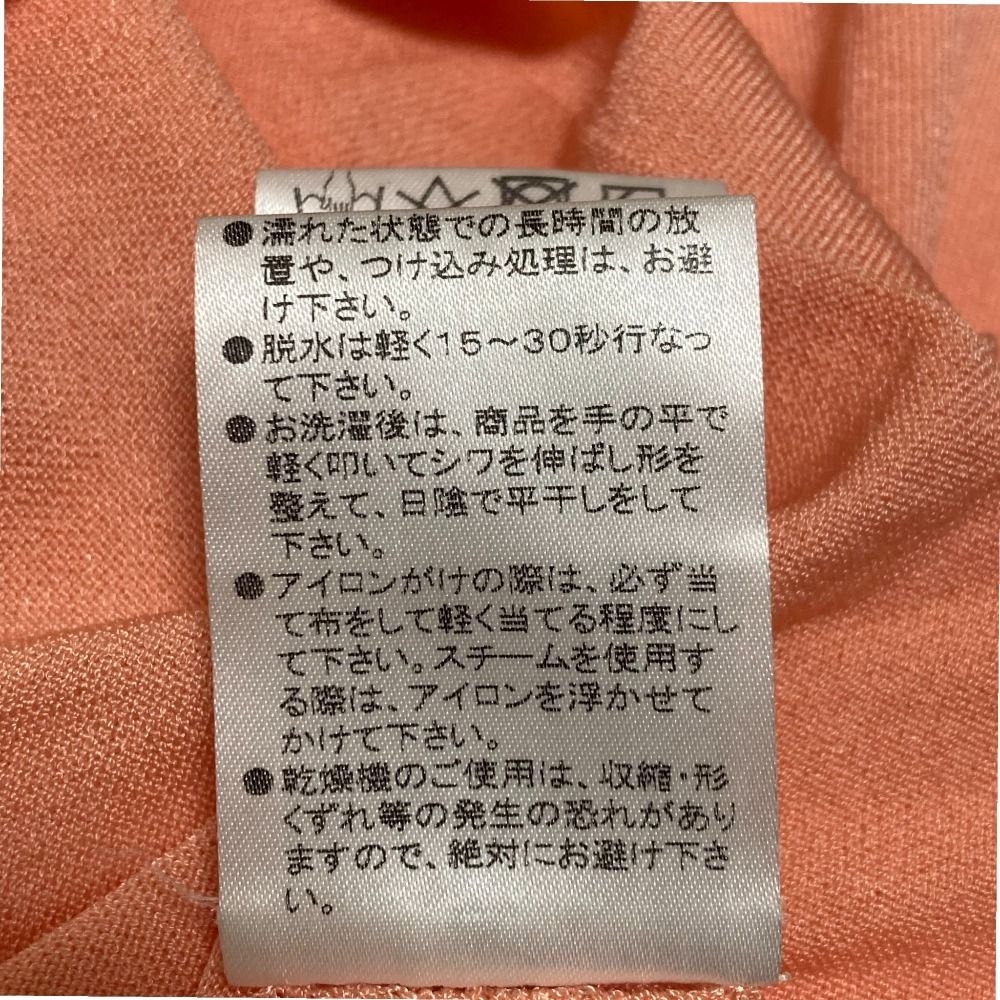 ●濡れた状態での長時間の放
置や、つけ込み処理は、お避
け下さい。
●脱水は軽く15～30秒行なっ
て下さい。
●お洗濯後は、商品を手の平で
軽く叩いてシワを伸ばし形を
整えて、日陰で平干しをして
下さい。
●アイロンがけの際は、必ず当
て布をして軽く当てる程度にし
て下さい。スチームを使用す
る際は、アイロンを浮かせて
かけて下さい。
●乾燥機のご使用は、収縮・形
くずれ等の発生の恐れがあり
ますので、絶対にお避け下さ
い。